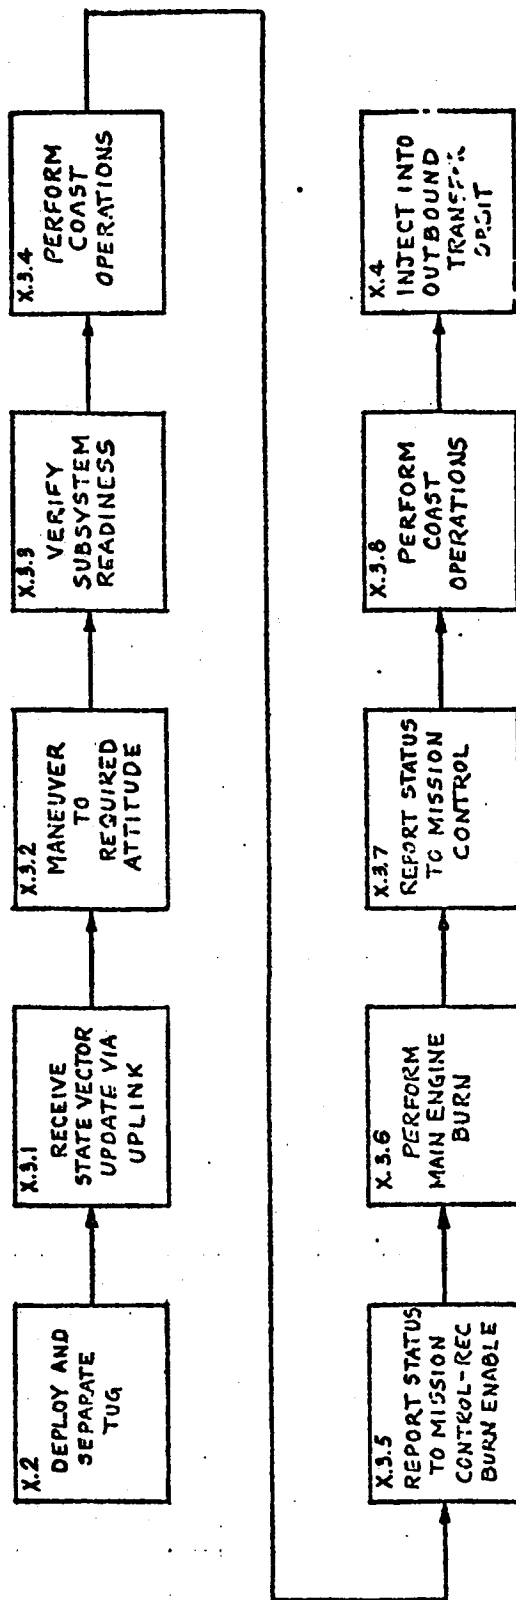 X.2
DEPLOY AND
SEPARATE
TUG
X.3.1
RECEIVE
STATE VECTOR
UPDATE VIA
UPLINK
X.3.2
MANEUVER
TO
REQUIRED
ATTITUDE
X.3.3
VERIFY
SUBSYSTEM
READINESS
X.3.4
PERFORM
COAST
OPERATIONS
X.3.5
REPORT STATUS
TO MISSION
CONTROL-REC
BURN ENABLE
X.3.6
PERFORM
MAIN ENGINE
BURN
X.3.7
REPORT STATUS
TO MISSION
CONTROL
X.3.8
PERFORM
COAST
OPERATIONS
X.4
INJECT INTO
OUTBOUND
TRANSFER
ORBIT